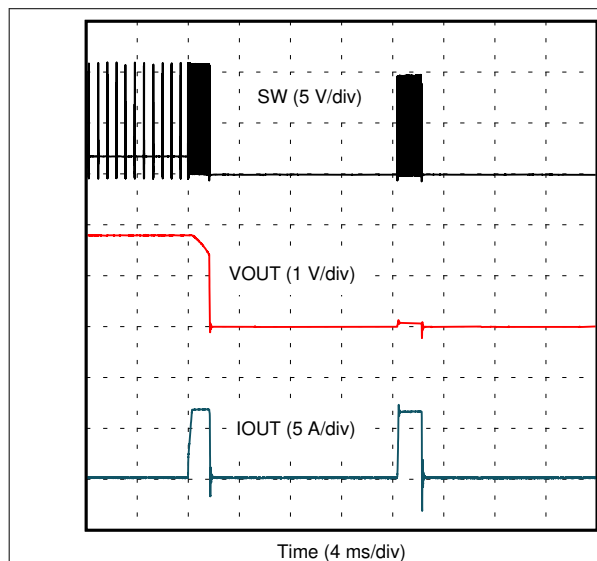 SW (5 V/div)
VOUT (1 V/div)
IOUT (5 A/div)
Time (4 ms/div)